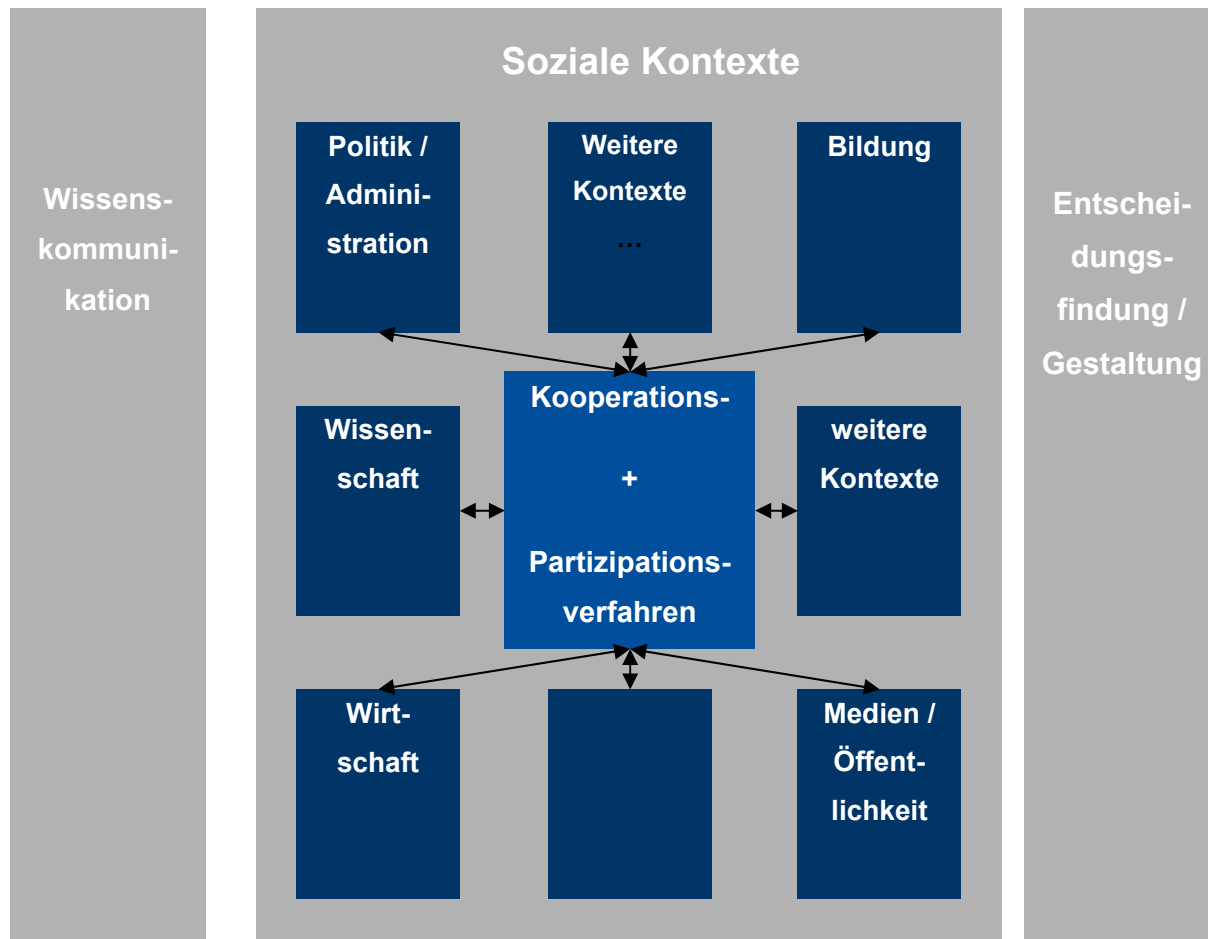 Wissens-
kommuni-
kation
Soziale Kontexte
Politik /
Admini-
stration
Weitere
Kontexte
...
Bildung
Wissen-
schaft
Kooperations-
+
Partizipations-
verfahren
weitere
Kontexte
Wirt-
schaft
Medien /
Öffent-
lichkeit
Entschei-
dungs-
findung /
Gestaltung